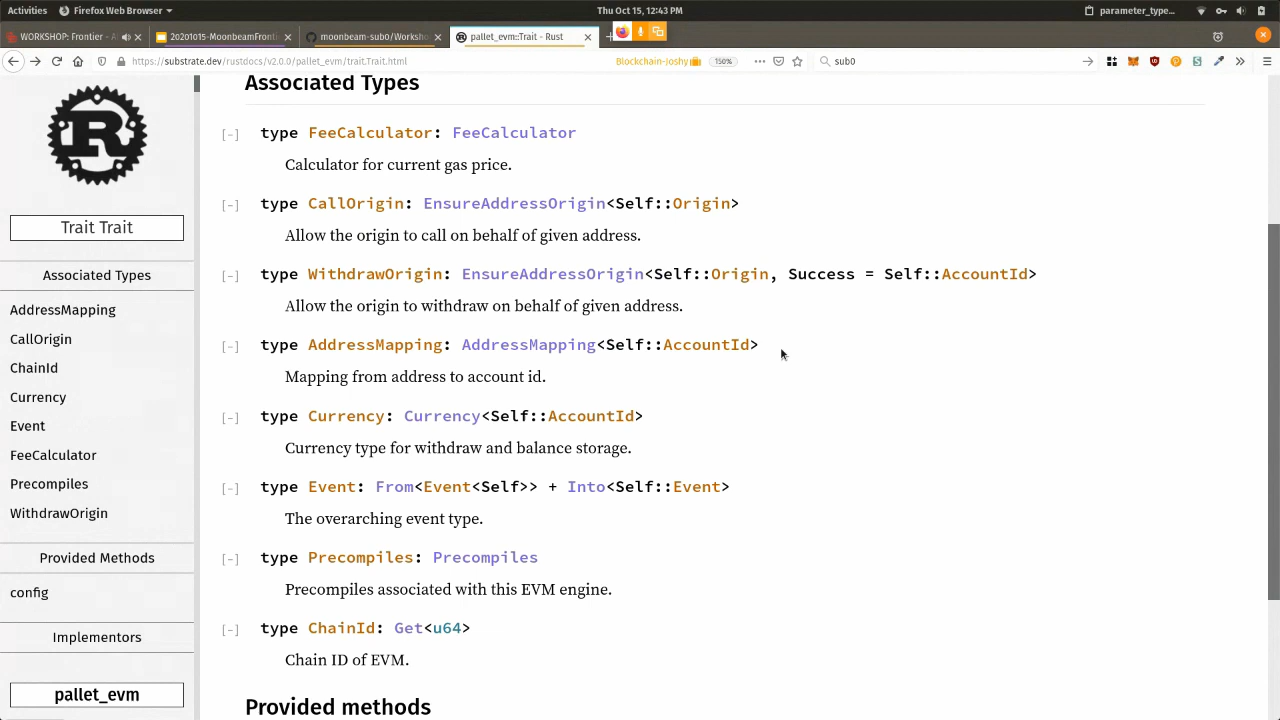 Activities Firefox Web Browser Thu Oct 15, 12:43 PM parameter_type…
WORKSHOP: Frontier - A 20201015-MoonbeamFronti moonbeam-sub0/Worksho pallet_evm::Trait - Rust
https://substrate.dev/rustdocs/v2.0.0/pallet_evm/trait.Trait.html Blockchain-Joshy 150% sub0
Associated Types
type FeeCalculator: FeeCalculator
Calculator for current gas price.
type CallOrigin: EnsureAddressOrigin<Self::Origin>
Allow the origin to call on behalf of given address.
type WithdrawOrigin: EnsureAddressOrigin<Self::Origin, Success = Self::AccountId>
Allow the origin to withdraw on behalf of given address.
type AddressMapping: AddressMapping<Self::AccountId>
Mapping from address to account id.
type Currency: Currency<Self::AccountId>
Currency type for withdraw and balance storage.
type Event: From<Event<Self>> + Into<Self::Event>
The overarching event type.
type Precompiles: Precompiles
Precompiles associated with this EVM engine.
type ChainId: Get<u64>
Chain ID of EVM.
Provided methods
Trait Trait
Associated Types
AddressMapping
CallOrigin
ChainId
Currency
Event
FeeCalculator
Precompiles
WithdrawOrigin
Provided Methods
config
Implementors
pallet_evm